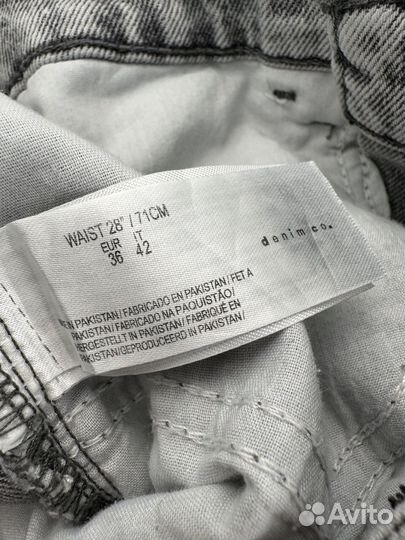 WAIST 28" / 71CM
EUR IT
36 42
denim co.
IN PAKISTAN / FABRICADO EN PAKISTAN / FET A
PAKISTAN / FABRICADO NA PAQUISTÃO /
HERGESTELLT IN PAKISTAN / FABRIQUÉ EN
PAKISTAN / GEPRODUCEERD IN PAKISTAN
Avito